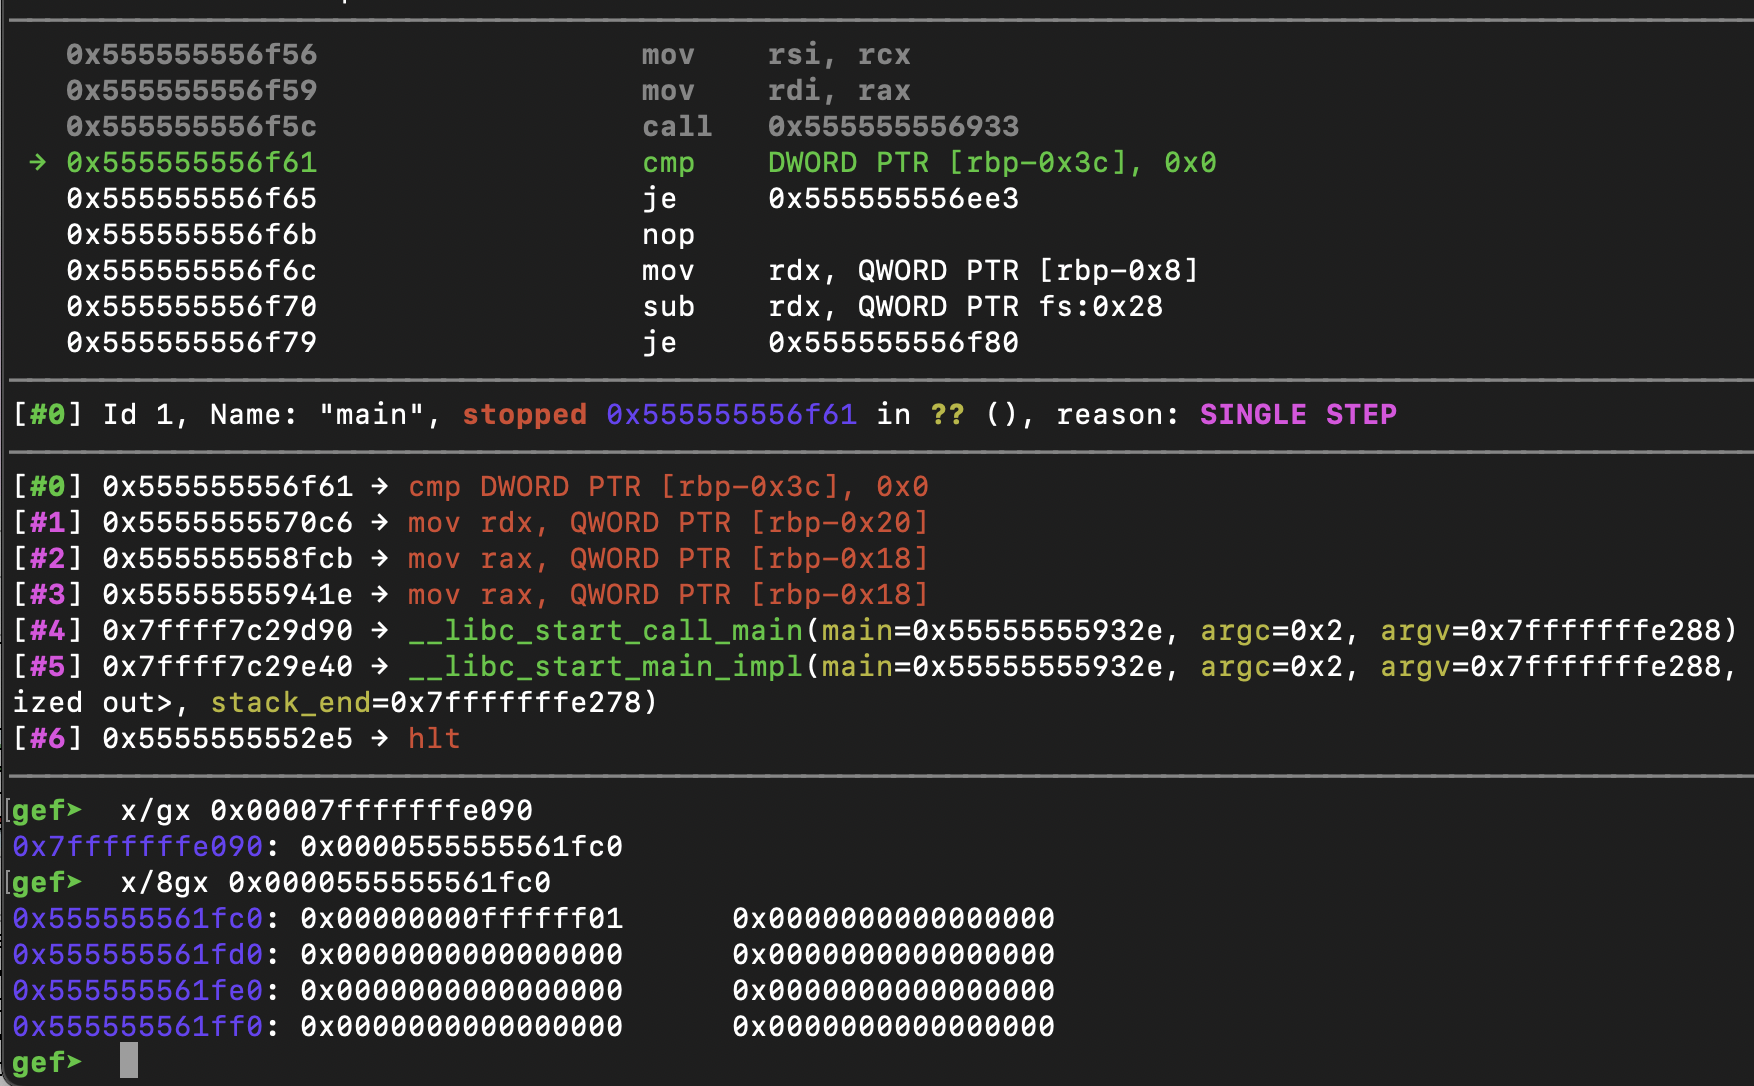 0x555555556f56 mov rsi, rcx
0x555555556f59 mov rdi, rax
0x555555556f5c call 0x555555556933
→ 0x555555556f61 cmp DWORD PTR [rbp-0x3c], 0x0
0x555555556f65 je 0x555555556ee3
0x555555556f6b nop
0x555555556f6c mov rdx, QWORD PTR [rbp-0x8]
0x555555556f70 sub rdx, QWORD PTR fs:0x28
0x555555556f79 je 0x555555556f80
[#0] Id 1, Name: "main", stopped 0x555555556f61 in ?? (), reason: SINGLE STEP
[#0] 0x555555556f61 → cmp DWORD PTR [rbp-0x3c], 0x0
[#1] 0x5555555570c6 → mov rdx, QWORD PTR [rbp-0x20]
[#2] 0x555555558fcb → mov rax, QWORD PTR [rbp-0x18]
[#3] 0x55555555941e → mov rax, QWORD PTR [rbp-0x18]
[#4] 0x7ffff7c29d90 → __libc_start_call_main(main=0x55555555932e, argc=0x2, argv=0x7fffffffe288)
[#5] 0x7ffff7c29e40 → __libc_start_main_impl(main=0x55555555932e, argc=0x2, argv=0x7fffffffe288,
ized out>, stack_end=0x7fffffffe278)
[#6] 0x5555555552e5 → hlt
gef➤ x/gx 0x00007fffffffe090
0x7fffffffe090: 0x0000555555561fc0
gef➤ x/8gx 0x0000555555561fc0
0x555555561fc0: 0x00000000ffffff01 0x0000000000000000
0x555555561fd0: 0x0000000000000000 0x0000000000000000
0x555555561fe0: 0x0000000000000000 0x0000000000000000
0x555555561ff0: 0x0000000000000000 0x0000000000000000
gef➤